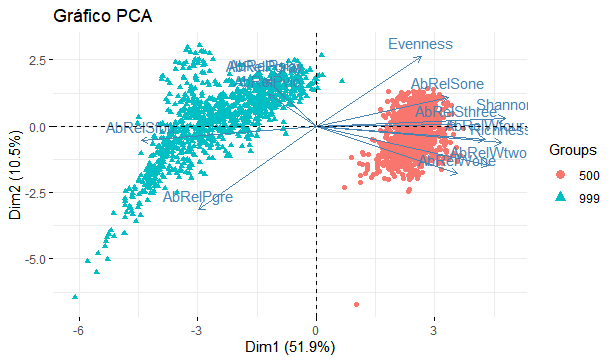 Gráfico PCA
Evenness
AbRelSone
Shannon
AbRelSthree
AbRelWfour
Richness
AbRelWtwo
AbRelWone
AbRelPgre
2.5
0.0
-2.5
-5.0
-6
-3
0
3
Dim1 (51.9%)
Dim2 (10.5%)
Groups
500
999